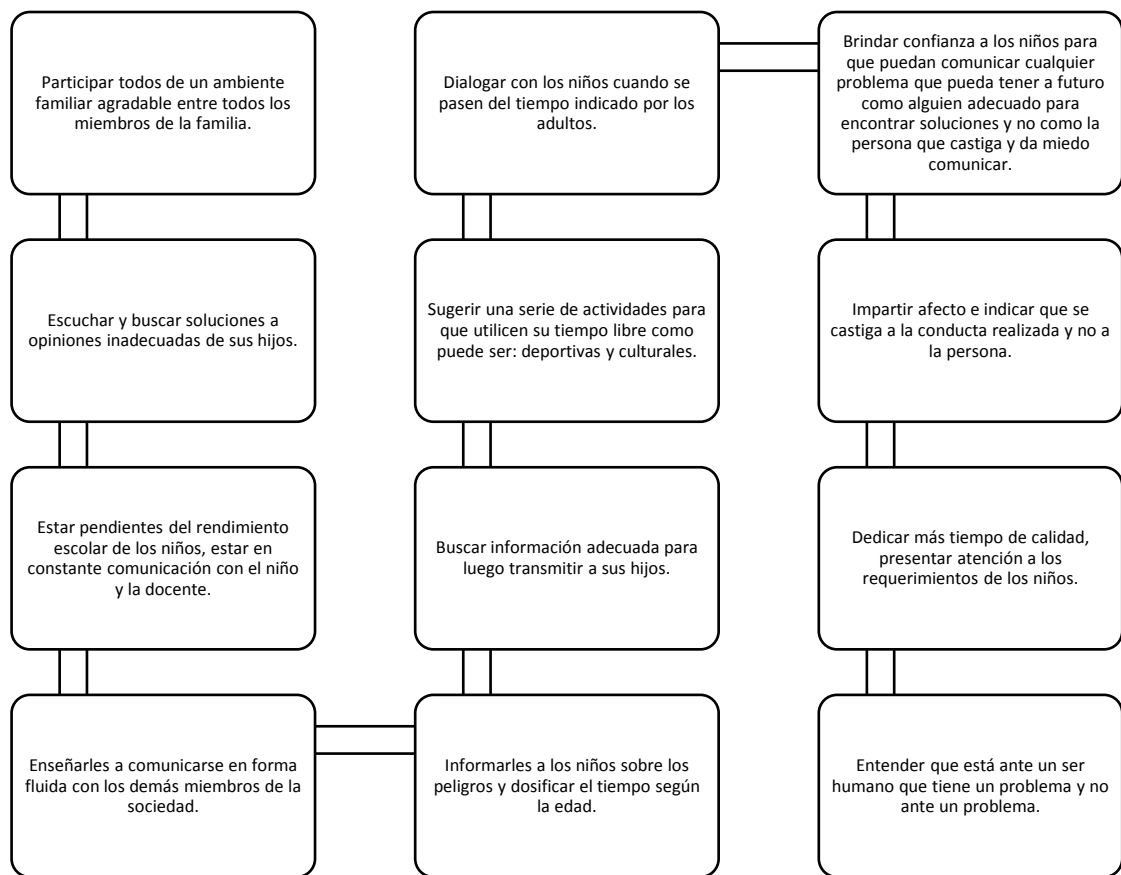 Participar todos de un ambiente
familiar agradable entre todos los
miembros de la familia.
Escuchar y buscar soluciones a
opiniones inadecuadas de sus hijos.
Estar pendientes del rendimiento
escolar de los niños, estar en
constante comunicación con el niño
y la docente.
Enseñarles a comunicarse en forma
fluida con los demás miembros de la
sociedad.
Informarles a los niños sobre los
peligros y dosificar el tiempo según
la edad.
Buscar información adecuada para
luego transmitir a sus hijos.
Sugerir una serie de actividades para
que utilicen su tiempo libre como
puede ser: deportivas y culturales.
Dialogar con los niños cuando se
pasen del tiempo indicado por los
adultos.
Brindar confianza a los niños para
que puedan comunicar cualquier
problema que pueda tener a futuro
como alguien adecuado para
encontrar soluciones y no como la
persona que castiga y da miedo
comunicar.
Impartir afecto e indicar que se
castiga a la conducta realizada y no a
la persona.
Dedicar más tiempo de calidad,
presentar atención a los
requerimientos de los niños.
Entender que está ante un ser
humano que tiene un problema y no
ante un problema.